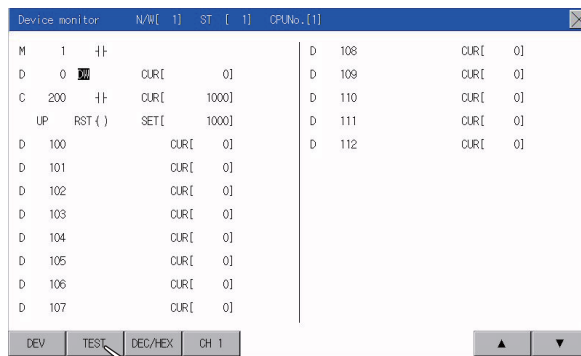 Device monitor N/W[ 1] ST [ 1] CPUNo.[1]
M 1 ┤├
D 0 DW CUR[ 0]
C 200 ┤├ CUR[ 1000]
UP RST{ } SET[ 1000]
D 100 CUR[ 0]
D 101 CUR[ 0]
D 102 CUR[ 0]
D 103 CUR[ 0]
D 104 CUR[ 0]
D 105 CUR[ 0]
D 106 CUR[ 0]
D 107 CUR[ 0]
D 108 CUR[ 0]
D 109 CUR[ 0]
D 110 CUR[ 0]
D 111 CUR[ 0]
D 112 CUR[ 0]
DEV TEST DEC/HEX CH 1 ▲ ▼